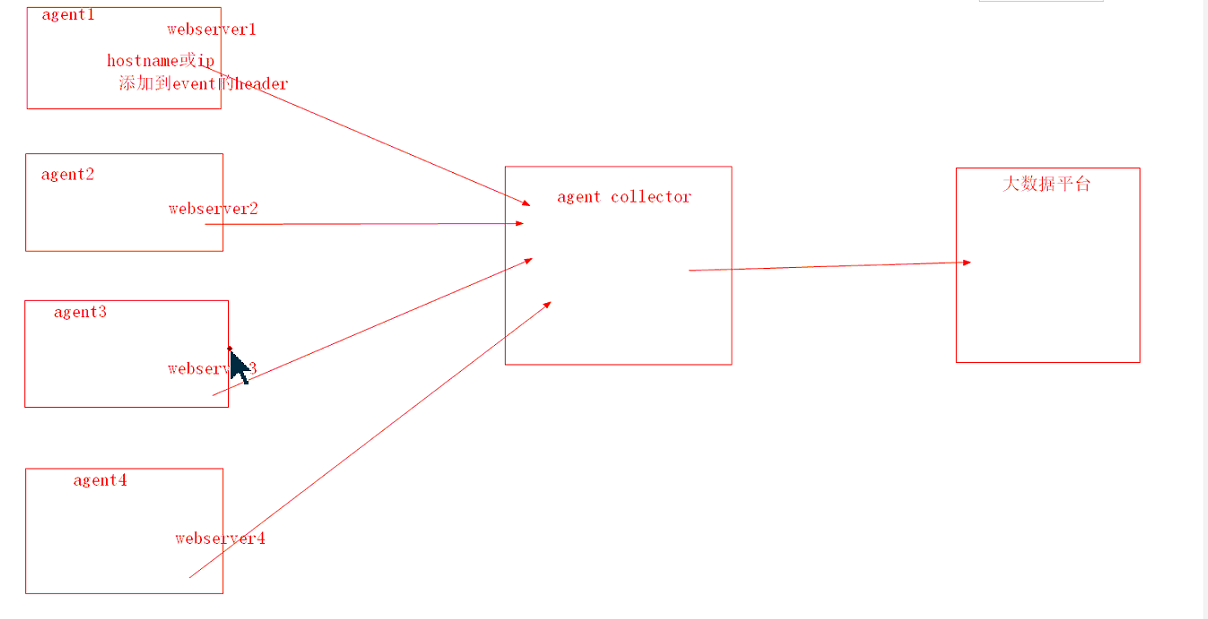 agent1
webserver1
hostname或ip
添加到event的header
agent2
webserver2
agent3
webserver3
agent4
webserver4
agent collector
大数据平台